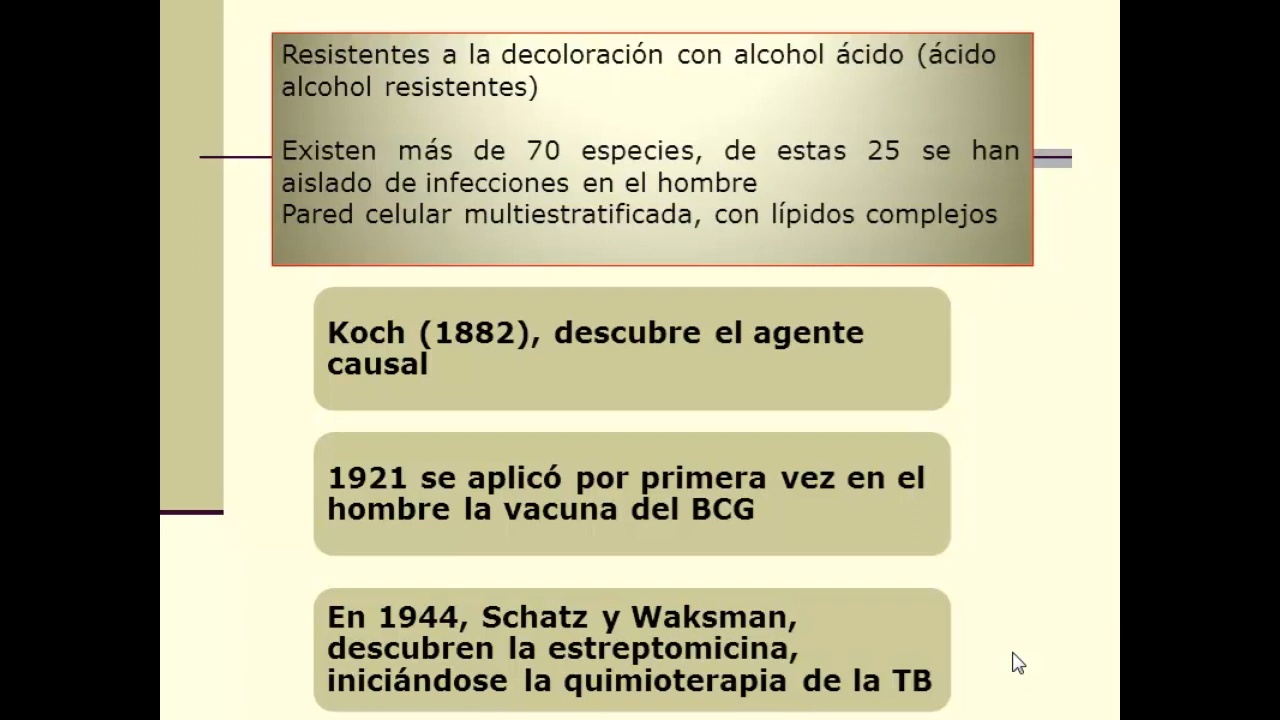 Resistentes a la decoloración con alcohol ácido (ácido
alcohol resistentes)
Existen más de 70 especies, de estas 25 se han
aislado de infecciones en el hombre
Pared celular multiestratificada, con lípidos complejos
Koch (1882), descubre el agente
causal
1921 se aplicó por primera vez en el
hombre la vacuna del BCG
En 1944, Schatz y Waksman,
descubren la estreptomicina,
iniciándose la quimioterapia de la TB